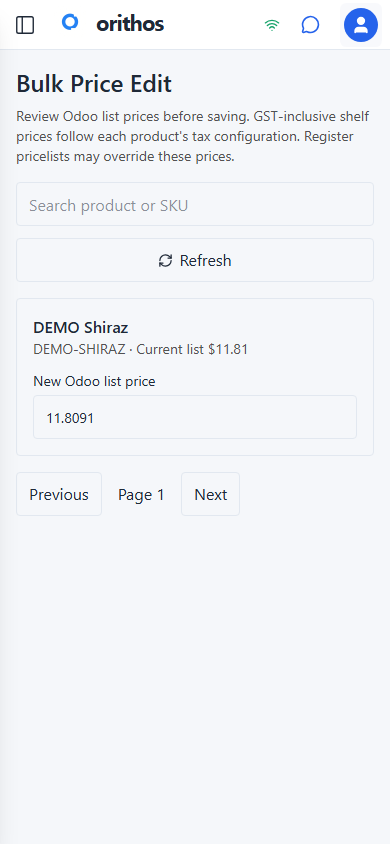 orithos
Bulk Price Edit
Review Odoo list prices before saving. GST-inclusive shelf
prices follow each product's tax configuration. Register
pricelists may override these prices.
Search product or SKU
Refresh
DEMO Shiraz
DEMO-SHIRAZ · Current list $11.81
New Odoo list price
11.8091
Previous Page 1 Next